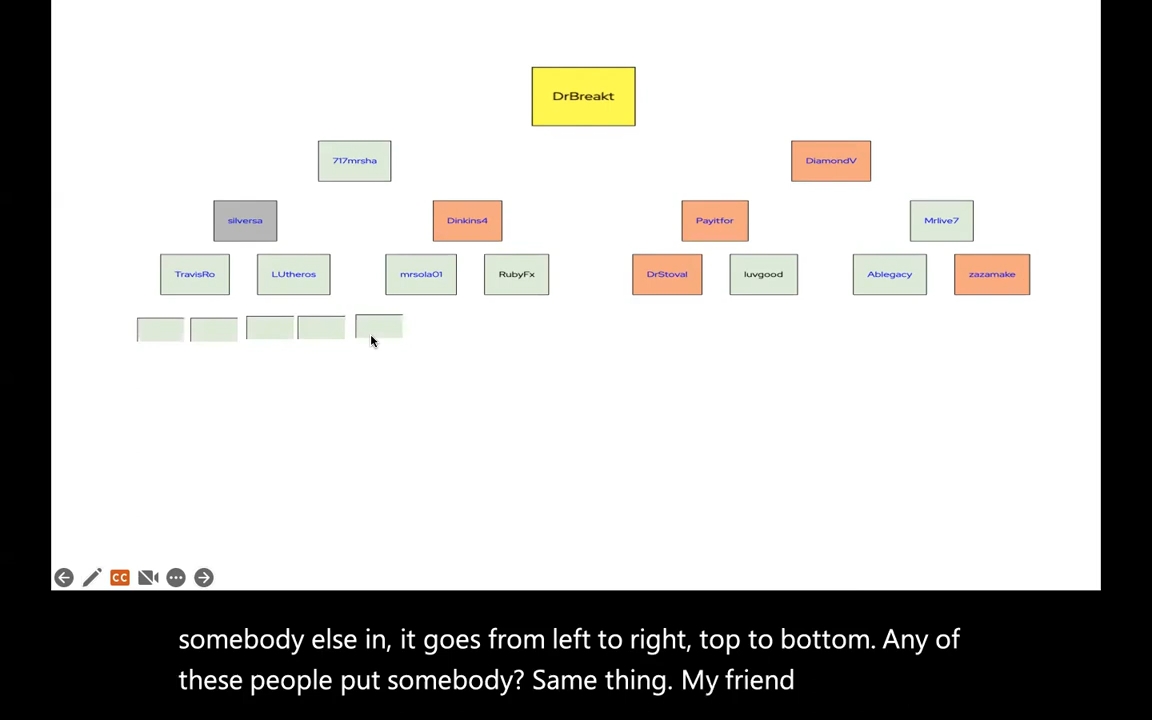 DrBreakt
717mrsha
DiamondV
silversa
Dinkins4
Payitfor
Mrlive7
TravisRo
LUtheros
mrsola01
RubyFx
DrStoval
luvgood
Ablegacy
zazamake
CC
somebody else in, it goes from left to right, top to bottom. Any of
these people put somebody? Same thing. My friend